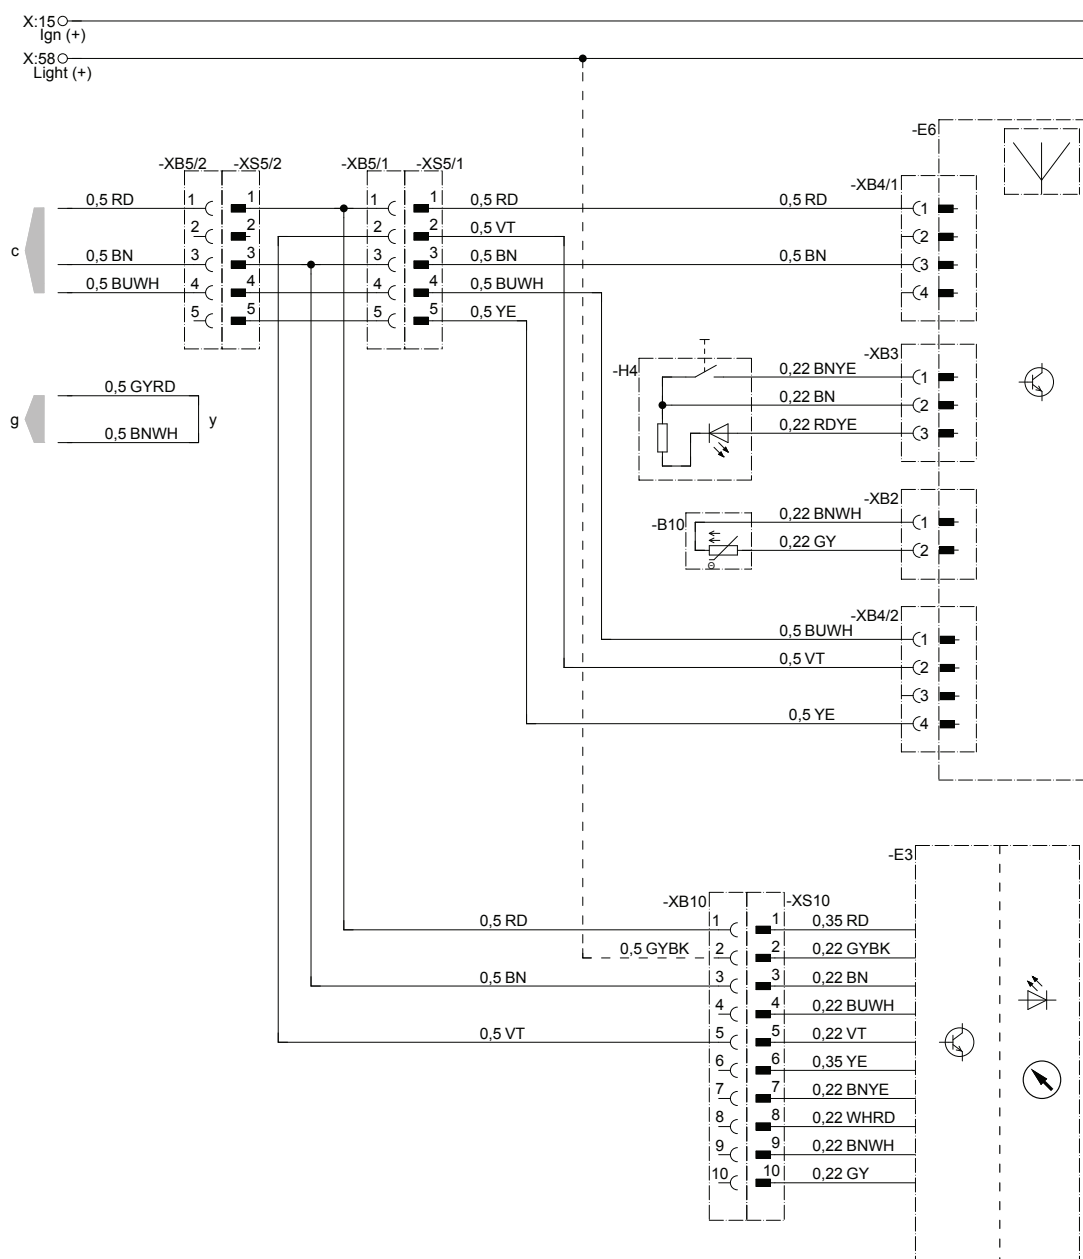 X:15
Ign (+)
X:58
Light (+)
-E6
-XB5/2 -XS5/2 -XB5/1 -XS5/1
-XB4/1
0,5 RD 1 1 1 1 0,5 RD 0,5 RD 1
2 2 2 2 0,5 VT 2
c
0,5 BN 3 3 3 3 0,5 BN 0,5 BN 3
0,5 BUWH 4 4 4 4 0,5 BUWH 4
5 5 5 5 0,5 YE
-XB3
-H4
0,22 BNYE 1
0,5 GYRD
0,22 BN 2
g y
0,22 RDYE 3
0,5 BNWH
-XB2
-B10
0,22 BNWH 1
0,22 GY 2
-XB4/2
0,5 BUWH 1
0,5 VT 2
3
0,5 YE 4
-E3
-XB10 -XS10
0,5 RD 1 1 0,35 RD
0,5 GYBK 2 2 0,22 GYBK
0,5 BN 3 3 0,22 BN
4 4 0,22 BUWH
0,5 VT 5 5 0,22 VT
6 6 0,35 YE
7 7 0,22 BNYE
8 8 0,22 WHRD
9 9 0,22 BNWH
10 10 0,22 GY